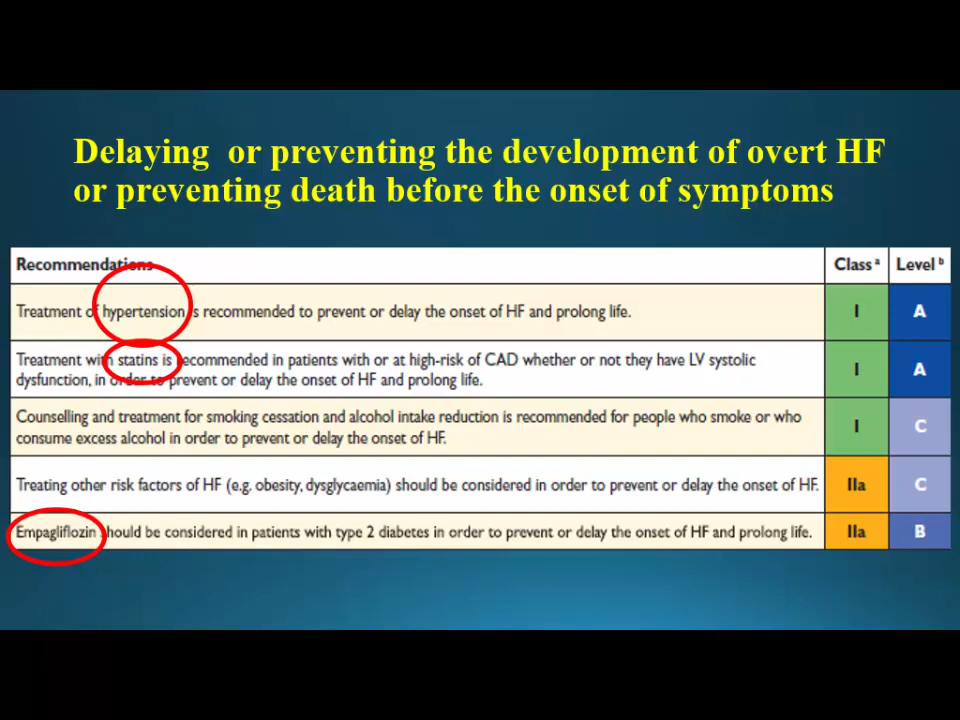 Delaying or preventing the development of overt HF
or preventing death before the onset of symptoms
Recommendations Class a Level b
Treatment of hypertension is recommended to prevent or delay the onset of HF and prolong life. I A
Treatment with statins is recommended in patients with or at high-risk of CAD whether or not they have LV systolic
dysfunction, in order to prevent or delay the onset of HF and prolong life. I A
Counselling and treatment for smoking cessation and alcohol intake reduction is recommended for people who smoke or who
consume excess alcohol in order to prevent or delay the onset of HF. I C
Treating other risk factors of HF (e.g. obesity, dysglycaemia) should be considered in order to prevent or delay the onset of HF. IIa C
Empagliflozin should be considered in patients with type 2 diabetes in order to prevent or delay the onset of HF and prolong life. IIa B